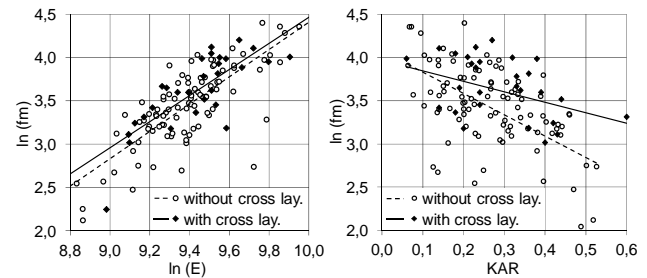 4,5
4,0
3,5
3,0
2,5
2,0
ln (fm)
8,8 9,0 9,2 9,4 9,6 9,8 10,0
ln (E)
without cross lay.
with cross lay.
4,5
4,0
3,5
3,0
2,5
2,0
ln (fm)
0,0 0,1 0,2 0,3 0,4 0,5 0,6
KAR
without cross lay.
with cross lay.